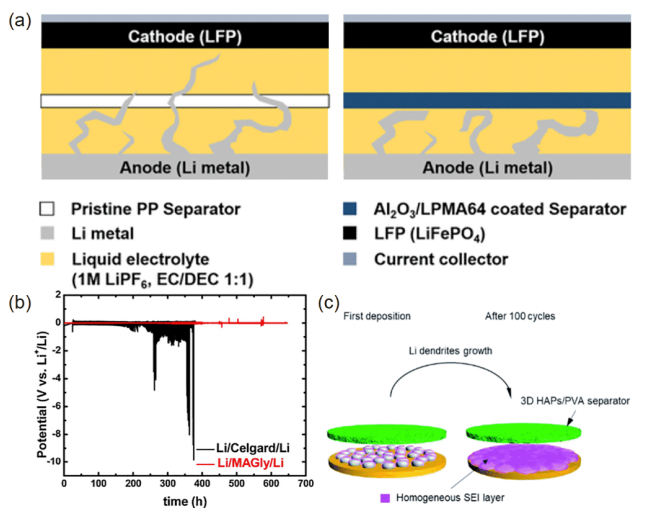 (a)
Cathode (LFP)
Anode (Li metal)
Cathode (LFP)
Anode (Li metal)
Pristine PP Separator
Li metal
Liquid electrolyte
(1M LiPF₆, EC/DEC 1:1)
Al₂O₃/LPMA64 coated Separator
LFP (LiFePO₄)
Current collector
(b)
Potential (V vs. Li⁺/Li)
0
-2
-4
-6
-8
-10
Li/Celgard/Li
Li/MAGly/Li
0 100 200 300 400 500 600 700
time (h)
(c)
First deposition
After 100 cycles
Li dendrites growth
3D HAPs/PVA separator
Homogeneous SEI layer